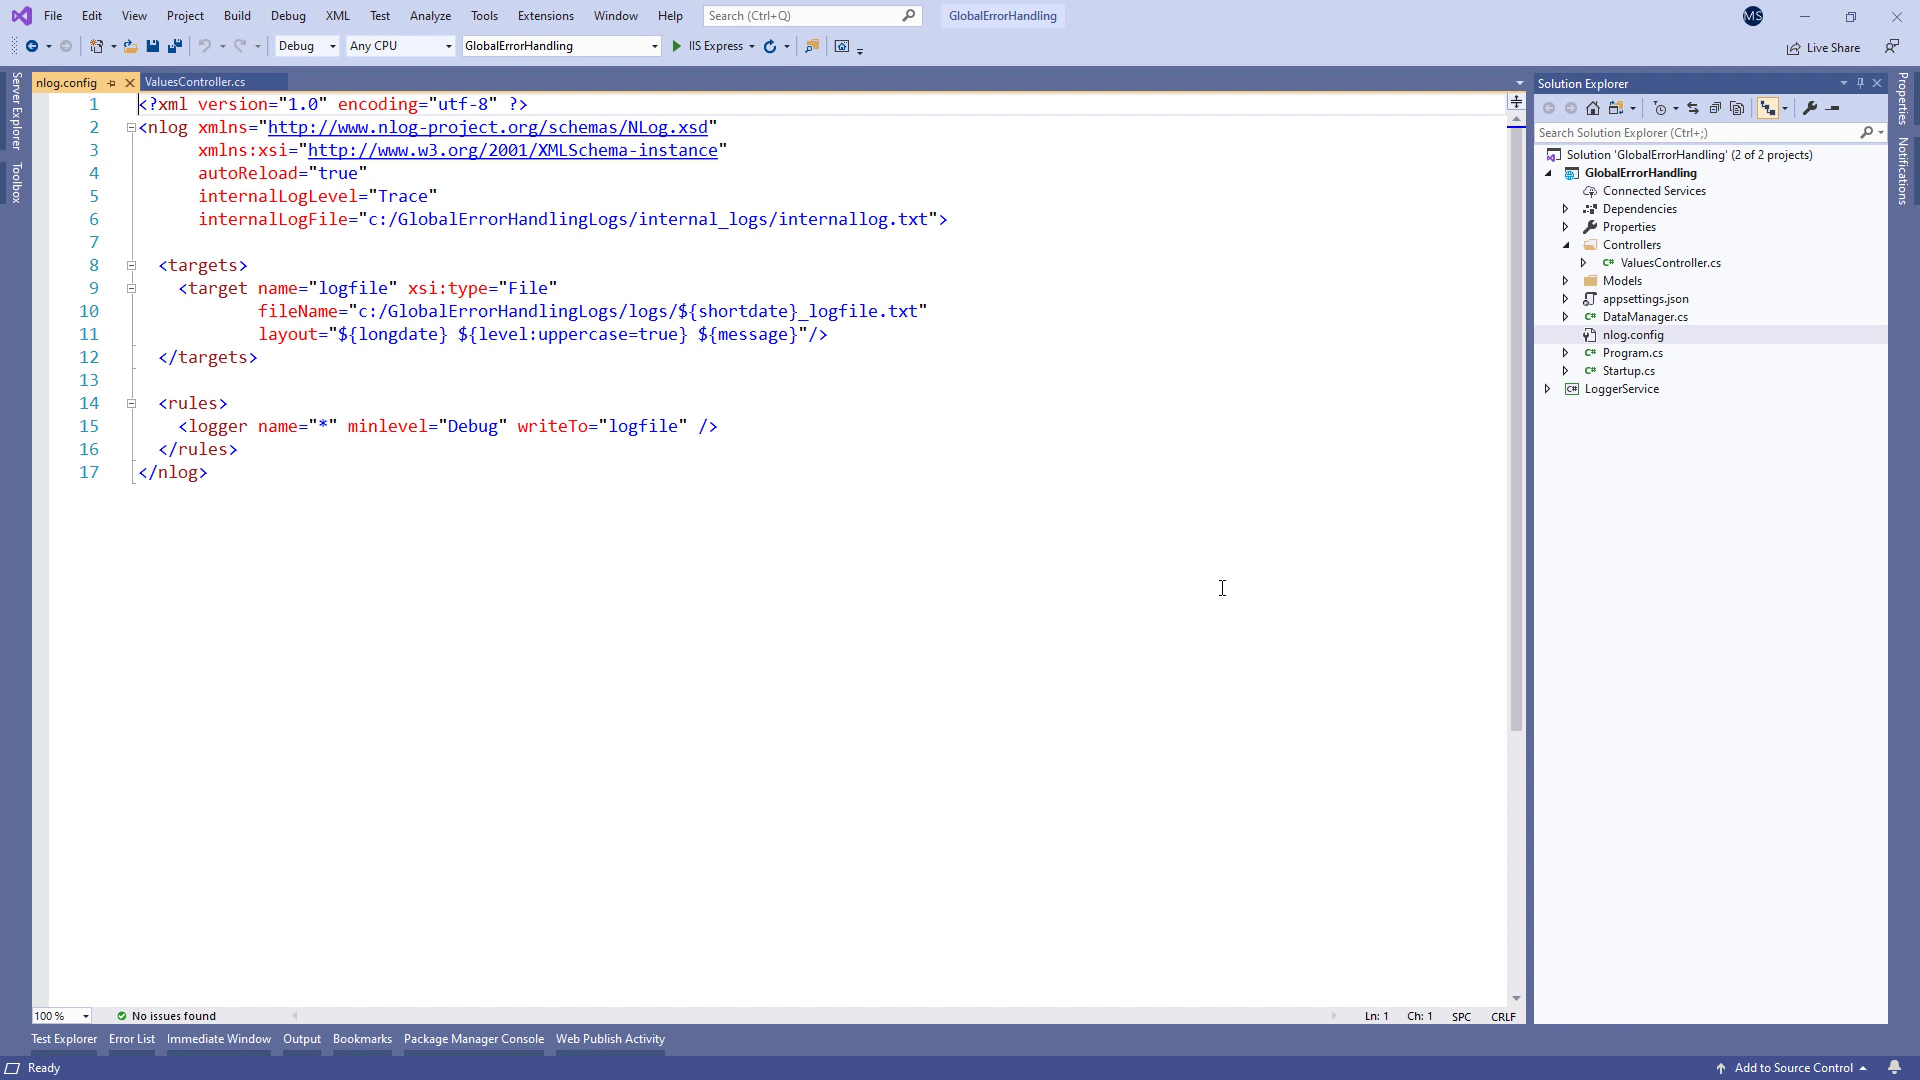 File Edit View Project Build Debug XML Test Analyze Tools Extensions Window Help Search (Ctrl+Q) GlobalErrorHandling MS
Debug Any CPU GlobalErrorHandling IIS Express Live Share
Server Explorer
Toolbox
nlog.config ValuesController.cs
1 <?xml version="1.0" encoding="utf-8" ?>
2 <nlog xmlns="http://www.nlog-project.org/schemas/NLog.xsd"
3 xmlns:xsi="http://www.w3.org/2001/XMLSchema-instance"
4 autoReload="true"
5 internalLogLevel="Trace"
6 internalLogFile="c:/GlobalErrorHandlingLogs/internal_logs/internallog.txt">
7
8 <targets>
9 <target name="logfile" xsi:type="File"
10 fileName="c:/GlobalErrorHandlingLogs/logs/${shortdate}_logfile.txt"
11 layout="${longdate} ${level:uppercase=true} ${message}"/>
12 </targets>
13
14 <rules>
15 <logger name="*" minlevel="Debug" writeTo="logfile" />
16 </rules>
17 </nlog>
100 % No issues found Ln: 1 Ch: 1 SPC CRLF
Solution Explorer
Search Solution Explorer (Ctrl+;)
Solution 'GlobalErrorHandling' (2 of 2 projects)
GlobalErrorHandling
Connected Services
Dependencies
Properties
Controllers
C# ValuesController.cs
Models
appsettings.json
C# DataManager.cs
nlog.config
C# Program.cs
C# Startup.cs
C# LoggerService
Properties
Notifications
Test Explorer Error List Immediate Window Output Bookmarks Package Manager Console Web Publish Activity
Ready Add to Source Control